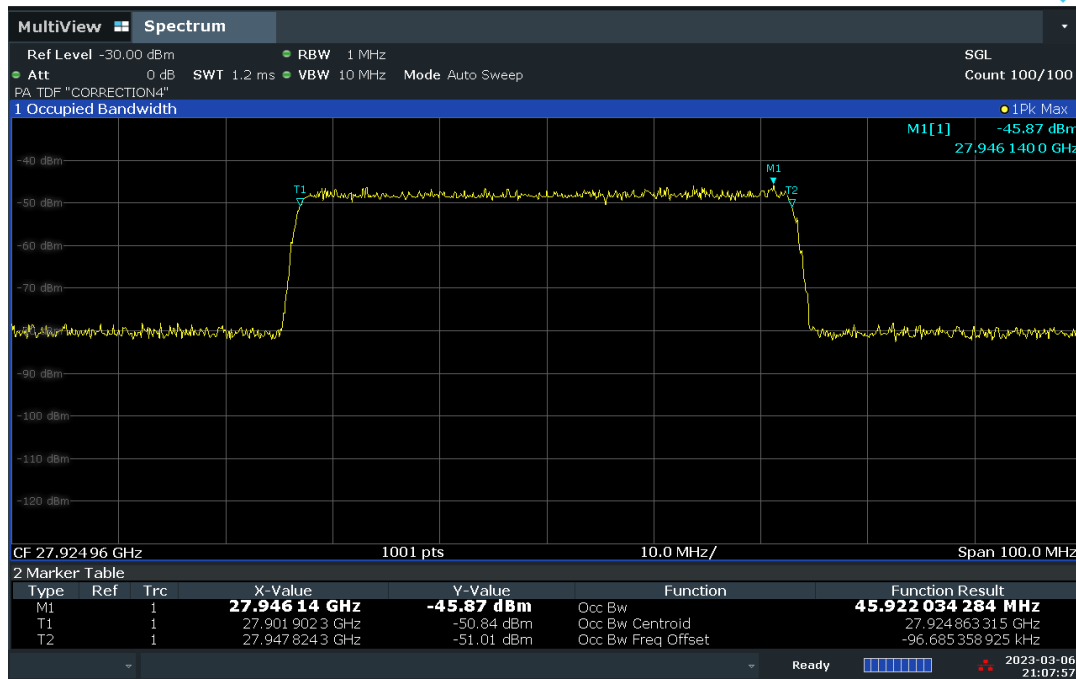 MultiView Spectrum
Ref Level -30.00 dBm RBW 1 MHz SGL
Att 0 dB SWT 1.2 ms VBW 10 MHz Mode Auto Sweep Count 100/100
PA TDF "CORRECTION4"
1 Occupied Bandwidth 1Pk Max
M1[1] -45.87 dBm
27.946 140 0 GHz
-40 dBm
M1
T1 T2
-50 dBm
-60 dBm
-70 dBm
-90 dBm
-100 dBm
-110 dBm
-120 dBm
CF 27.924 96 GHz 1001 pts 10.0 MHz/ Span 100.0 MHz
2 Marker Table
Type Ref Trc X-Value Y-Value Function Function Result
M1 1 27.946 14 GHz -45.87 dBm Occ Bw 45.922 034 284 MHz
T1 1 27.901 902 3 GHz -50.84 dBm Occ Bw Centroid 27.924 863 315 GHz
T2 1 27.947 824 3 GHz -51.01 dBm Occ Bw Freq Offset -96.685 358 925 kHz
Ready 2023-03-06
21:07:57